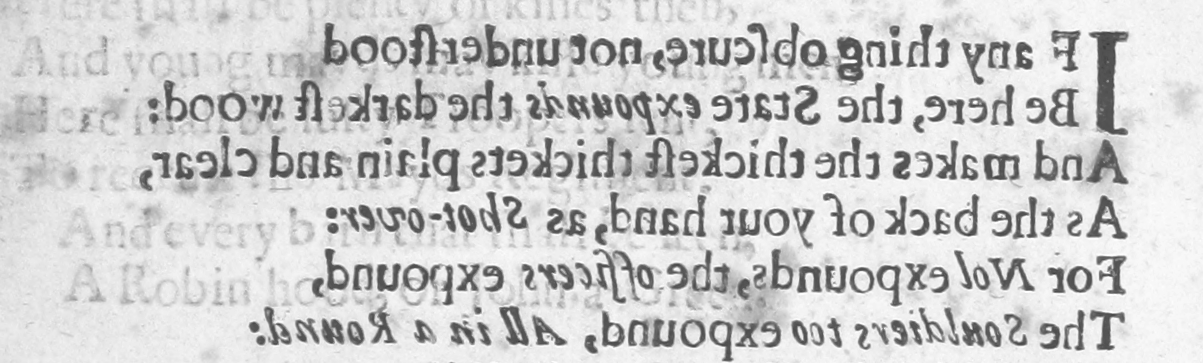 IF any thing obſcure, not underſtood
Be here, the State expounds the darkeſt wood:
And makes the thickeſt thickets plain and clear,
As the back of your hand, as Shot-over:
For Nol expounds, the officers expound,
The Souldiers too expound, All in a Round: